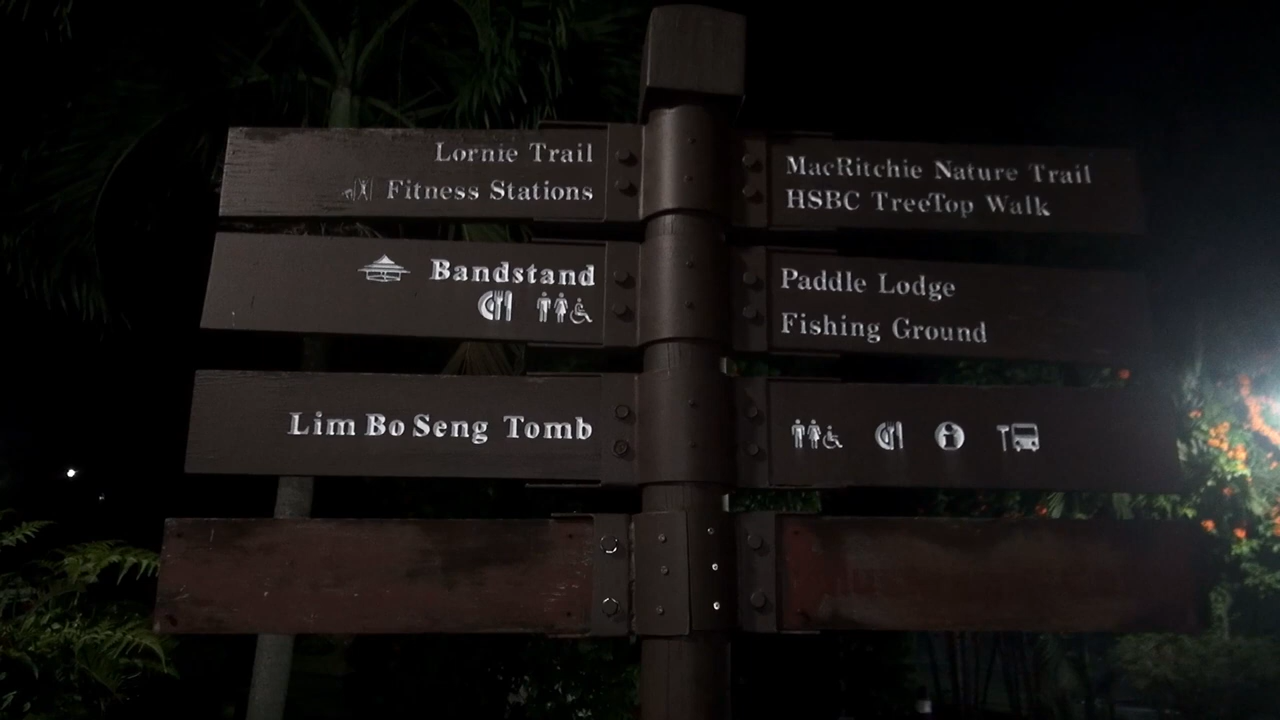 Lornie Trail
Fitness Stations
Bandstand
Lim Bo Seng Tomb
MacRitchie Nature Trail
HSBC TreeTop Walk
Paddle Lodge
Fishing Ground